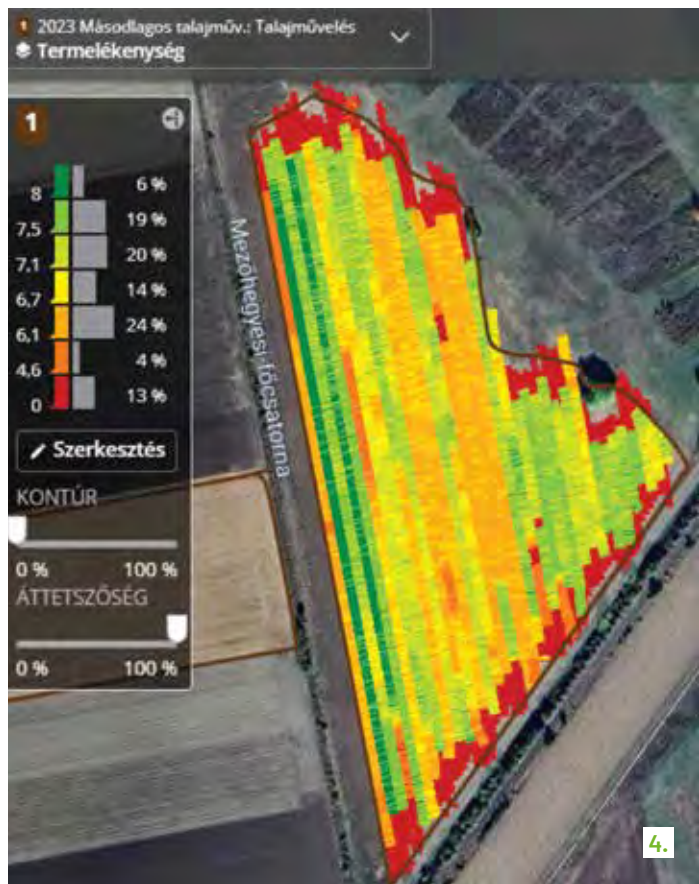 1 2023 Másodlagos talajműv.: Talajművelés
Termelékenység
1
6 %
8
19 %
7,5
20 %
7,1
14 %
6,7
24 %
6,1
4 %
4,6
13 %
0
Szerkesztés
KONTÚR
0 % 100 %
ÁTTETSZŐSÉG
0 % 100 %
Mezőhegyesi főcsatorna
4.